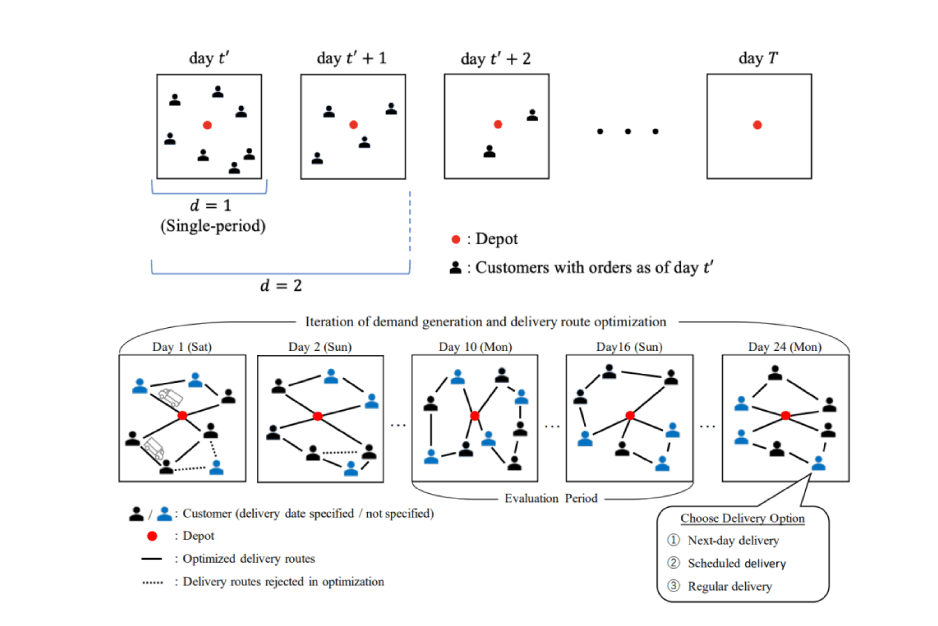 day t′ day t′ + 1 day t′ + 2 day T
d = 1
(Single-period)
d = 2
: Depot
: Customers with orders as of day t′
Iteration of demand generation and delivery route optimization
Day 1 (Sat) Day 2 (Sun) Day 10 (Mon) Day16 (Sun) Day 24 (Mon)
Evaluation Period
/ : Customer (delivery date specified / not specified)
: Depot
: Optimized delivery routes
: Delivery routes rejected in optimization
Choose Delivery Option
① Next-day delivery
② Scheduled delivery
③ Regular delivery